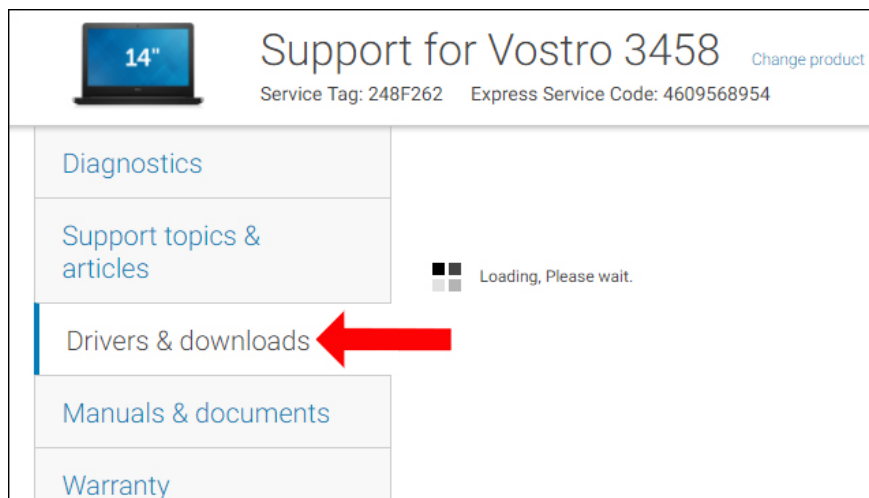 14"
Support for Vostro 3458
Change product
Service Tag: 248F262
Express Service Code: 4609568954
Diagnostics
Support topics &
articles
Loading, Please wait.
Drivers & downloads
Manuals & documents
Warranty